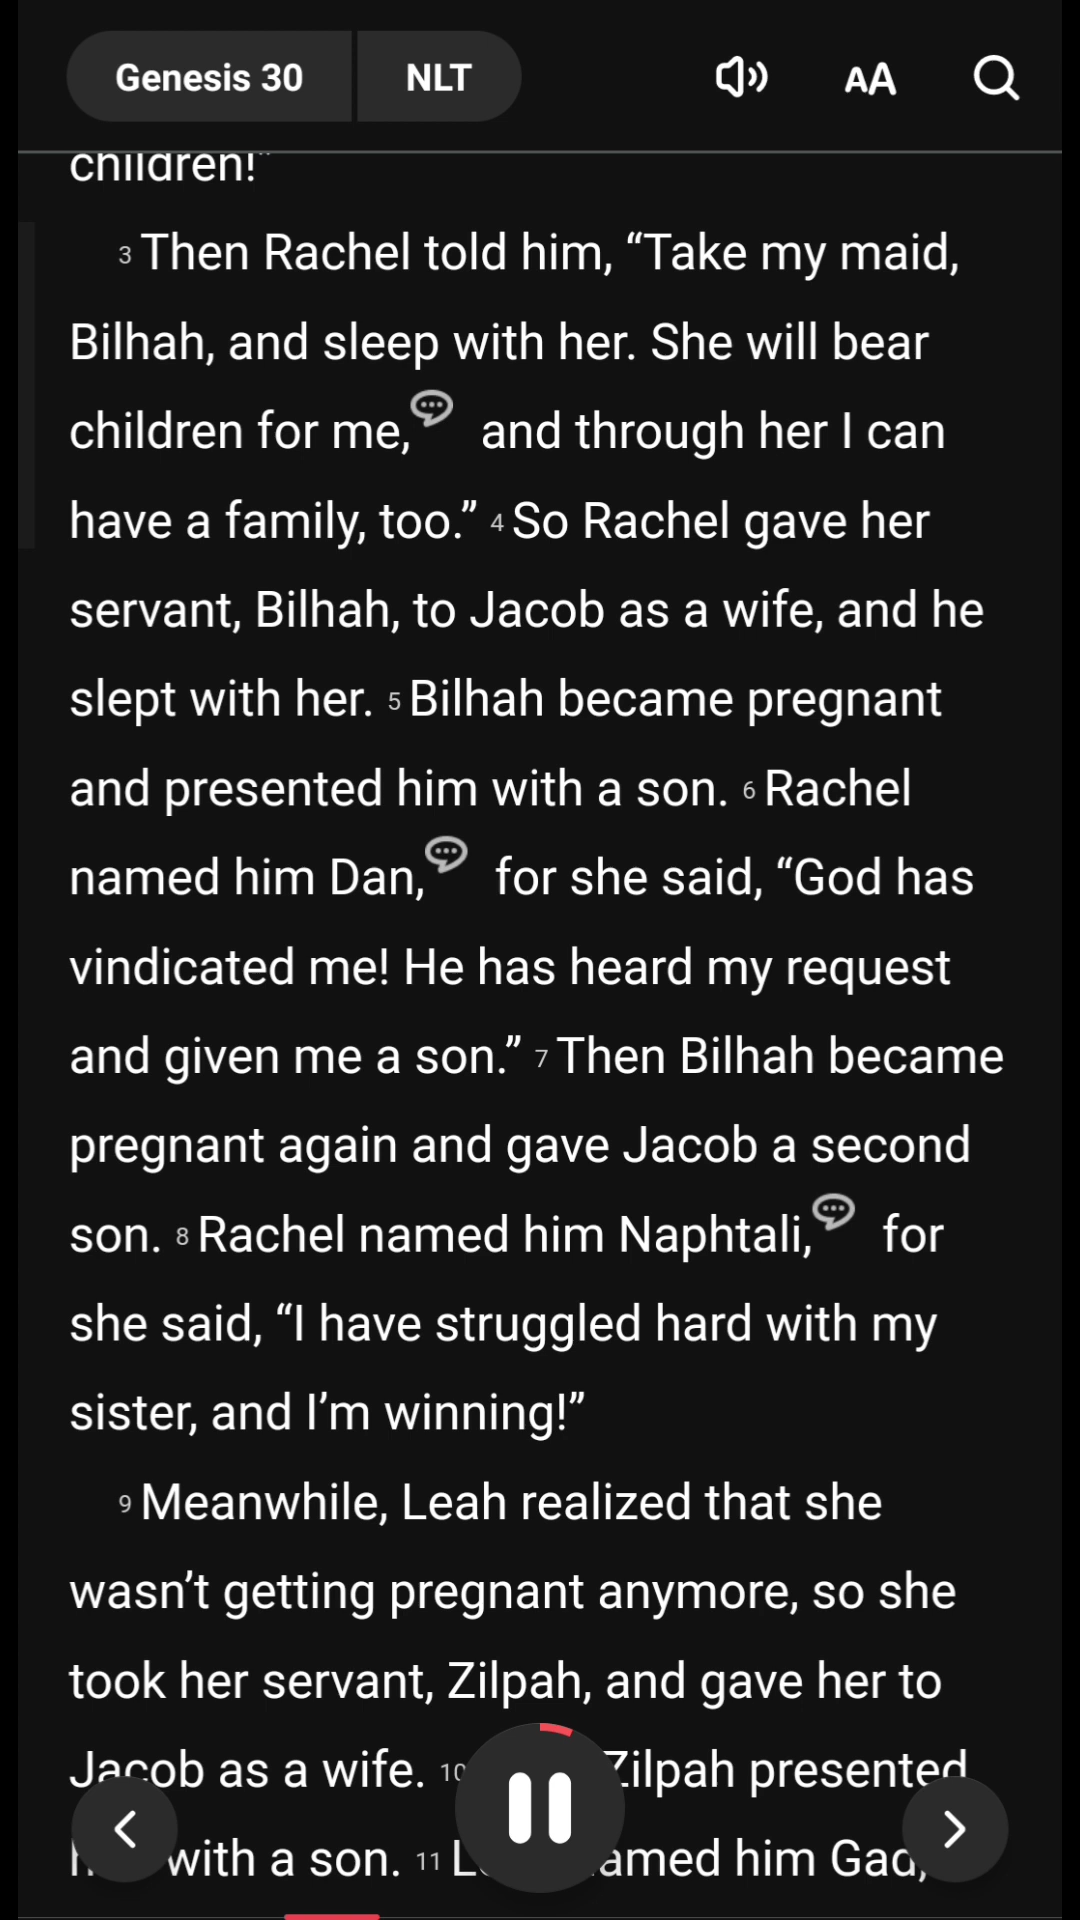 Genesis 30 NLT AA
children!”
3 Then Rachel told him, “Take my maid,
Bilhah, and sleep with her. She will bear
children for me, and through her I can
have a family, too.” 4 So Rachel gave her
servant, Bilhah, to Jacob as a wife, and he
slept with her. 5 Bilhah became pregnant
and presented him with a son. 6 Rachel
named him Dan, for she said, “God has
vindicated me! He has heard my request
and given me a son.” 7 Then Bilhah became
pregnant again and gave Jacob a second
son. 8 Rachel named him Naphtali, for
she said, “I have struggled hard with my
sister, and I’m winning!”
9 Meanwhile, Leah realized that she
wasn’t getting pregnant anymore, so she
took her servant, Zilpah, and gave her to
Jacob as a wife. 10 Zilpah presented
with a son. 11 named him Gad,